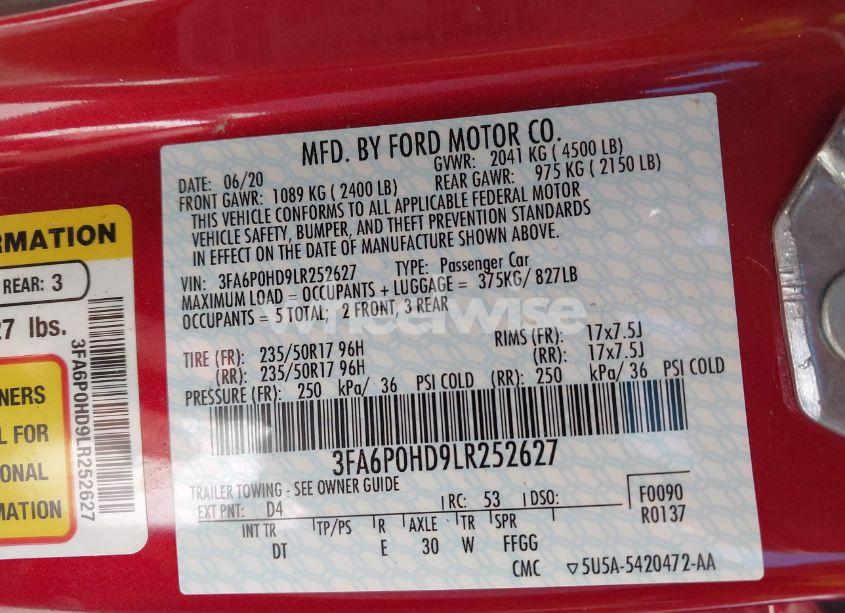 MFD. BY FORD MOTOR CO.
DATE: 06/20 GVWR: 2041 KG ( 4500 LB)
FRONT GAWR: 1089 KG ( 2400 LB) REAR GAWR: 975 KG ( 2150 LB)
THIS VEHICLE CONFORMS TO ALL APPLICABLE FEDERAL MOTOR
VEHICLE SAFETY, BUMPER, AND THEFT PREVENTION STANDARDS
IN EFFECT ON THE DATE OF MANUFACTURE SHOWN ABOVE.
VIN: 3FA6P0HD9LR252627 TYPE: Passenger Car
MAXIMUM LOAD = OCCUPANTS + LUGGAGE = 375KG/ 827LB
OCCUPANTS = 5 TOTAL; 2 FRONT, 3 REAR
wheelwise
TIRE (FR): 235/50R17 96H RIMS (FR): 17x7.5J
(RR): 235/50R17 96H (RR): 17x7.5J
PRESSURE (FR): 250 kPa/ 36 PSI COLD (RR): 250 kPa/ 36 PSI COLD
3FA6P0HD9LR252627
TRAILER TOWING - SEE OWNER GUIDE
EXT PNT: D4 RC: 53 DSO: F0090
R0137
INT TR TP/PS R AXLE TR SPR
DT E 30 W FFGG
CMC ▽5U5A-5420472-AA
RMATION
REAR: 3
27 lbs.
3FA6P0HD9LR252627
NERS
L FOR
IONAL
MATION